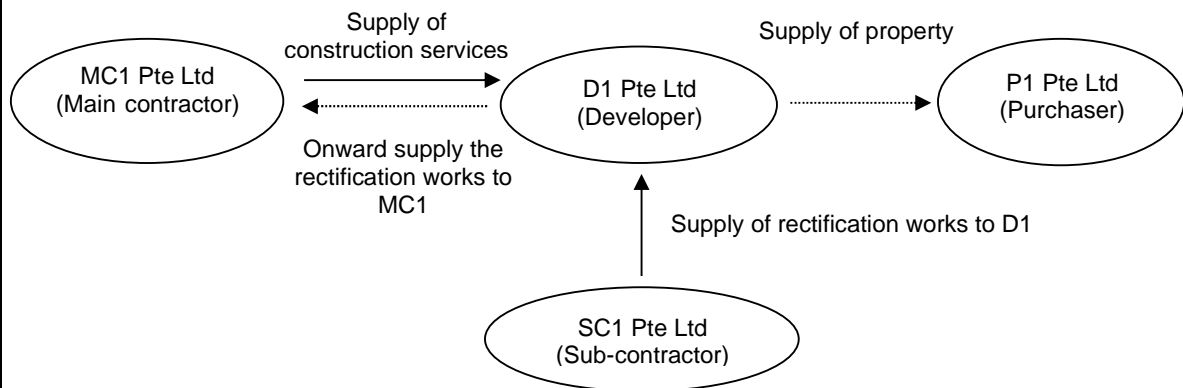 Supply of
construction services
Supply of property
MC1 Pte Ltd
(Main contractor)
D1 Pte Ltd
(Developer)
P1 Pte Ltd
(Purchaser)
Onward supply the
rectification works to
MC1
Supply of rectification works to D1
SC1 Pte Ltd
(Sub-contractor)